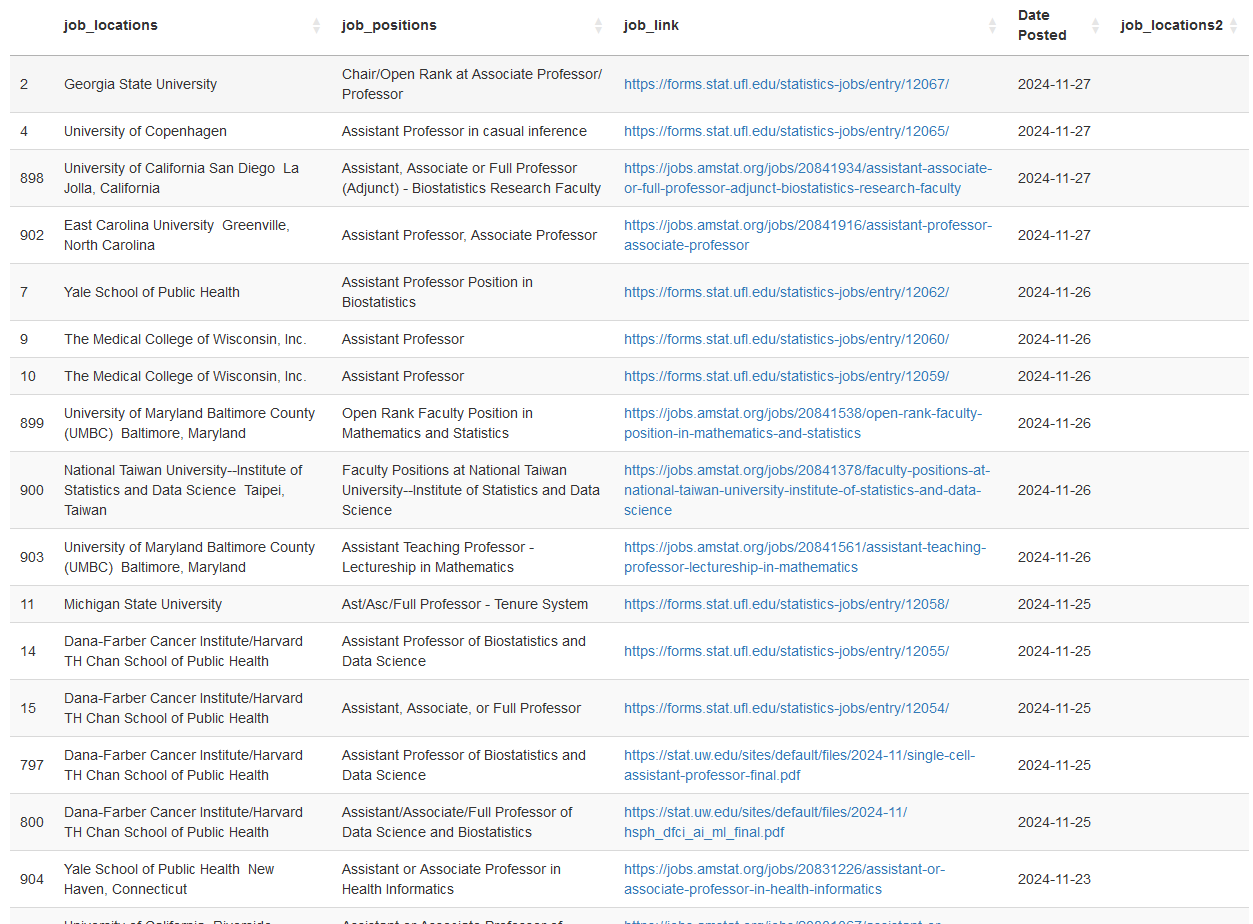 job_locations job_positions job_link Date Posted job_locations2
2 Georgia State University Chair/Open Rank at Associate Professor/ Professor https://forms.stat.ufl.edu/statistics-jobs/entry/12067/ 2024-11-27
4 University of Copenhagen Assistant Professor in casual inference https://forms.stat.ufl.edu/statistics-jobs/entry/12065/ 2024-11-27
898 University of California San Diego La Jolla, California Assistant, Associate or Full Professor (Adjunct) - Biostatistics Research Faculty https://jobs.amstat.org/jobs/20841934/assistant-associate-or-full-professor-adjunct-biostatistics-research-faculty 2024-11-27
902 East Carolina University Greenville, North Carolina Assistant Professor, Associate Professor https://jobs.amstat.org/jobs/20841916/assistant-professor-associate-professor 2024-11-27
7 Yale School of Public Health Assistant Professor Position in Biostatistics https://forms.stat.ufl.edu/statistics-jobs/entry/12062/ 2024-11-26
9 The Medical College of Wisconsin, Inc. Assistant Professor https://forms.stat.ufl.edu/statistics-jobs/entry/12060/ 2024-11-26
10 The Medical College of Wisconsin, Inc. Assistant Professor https://forms.stat.ufl.edu/statistics-jobs/entry/12059/ 2024-11-26
899 University of Maryland Baltimore County (UMBC) Baltimore, Maryland Open Rank Faculty Position in Mathematics and Statistics https://jobs.amstat.org/jobs/20841538/open-rank-faculty-position-in-mathematics-and-statistics 2024-11-26
900 National Taiwan University--Institute of Statistics and Data Science Taipei, Taiwan Faculty Positions at National Taiwan University--Institute of Statistics and Data Science https://jobs.amstat.org/jobs/20841378/faculty-positions-at-national-taiwan-university-institute-of-statistics-and-data-science 2024-11-26
903 University of Maryland Baltimore County (UMBC) Baltimore, Maryland Assistant Teaching Professor - Lectureship in Mathematics https://jobs.amstat.org/jobs/20841561/assistant-teaching-professor-lectureship-in-mathematics 2024-11-26
11 Michigan State University Ast/Asc/Full Professor - Tenure System https://forms.stat.ufl.edu/statistics-jobs/entry/12058/ 2024-11-25
14 Dana-Farber Cancer Institute/Harvard TH Chan School of Public Health Assistant Professor of Biostatistics and Data Science https://forms.stat.ufl.edu/statistics-jobs/entry/12055/ 2024-11-25
15 Dana-Farber Cancer Institute/Harvard TH Chan School of Public Health Assistant, Associate, or Full Professor https://forms.stat.ufl.edu/statistics-jobs/entry/12054/ 2024-11-25
797 Dana-Farber Cancer Institute/Harvard TH Chan School of Public Health Assistant Professor of Biostatistics and Data Science https://stat.uw.edu/sites/default/files/2024-11/single-cell-assistant-professor-final.pdf 2024-11-25
800 Dana-Farber Cancer Institute/Harvard TH Chan School of Public Health Assistant/Associate/Full Professor of Data Science and Biostatistics https://stat.uw.edu/sites/default/files/2024-11/hsph_dfci_ai_ml_final.pdf 2024-11-25
904 Yale School of Public Health New Haven, Connecticut Assistant or Associate Professor in Health Informatics https://jobs.amstat.org/jobs/20831226/assistant-or-associate-professor-in-health-informatics 2024-11-23